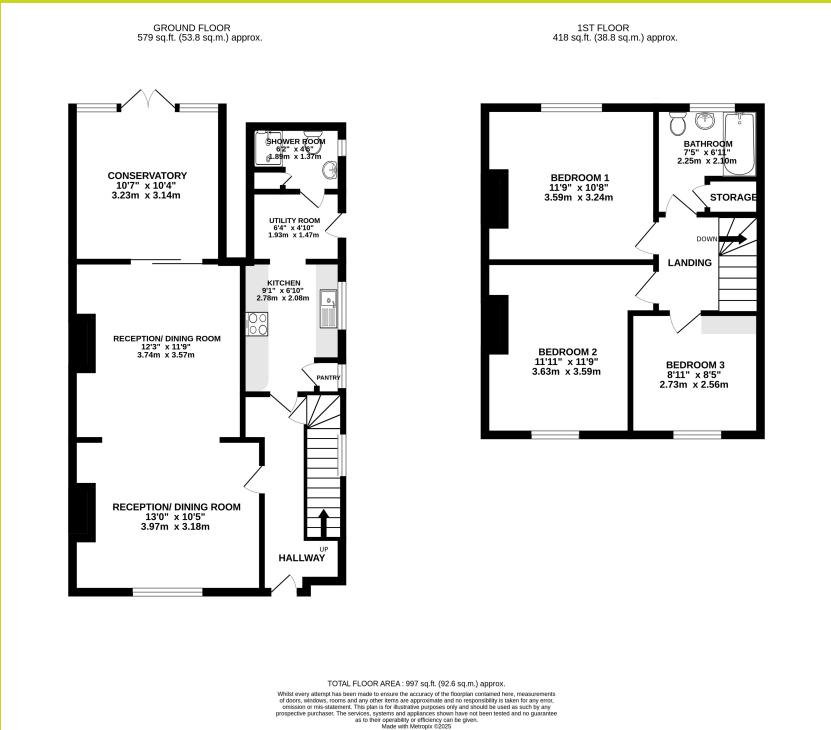 GROUND FLOOR
579 sq.ft. (53.8 sq.m.) approx.
1ST FLOOR
418 sq.ft. (38.8 sq.m.) approx.
CONSERVATORY
10'7" x 10'4"
3.23m x 3.14m
SHOWER ROOM
6'2" x 4'6"
1.89m x 1.37m
UTILITY ROOM
6'4" x 4'10"
1.93m x 1.47m
KITCHEN
9'1" x 6'10"
2.78m x 2.08m
PANTRY
RECEPTION/ DINING ROOM
12'3" x 11'9"
3.74m x 3.57m
RECEPTION/ DINING ROOM
13'0" x 10'5"
3.97m x 3.18m
UP
HALLWAY
BEDROOM 1
11'9" x 10'8"
3.59m x 3.24m
BATHROOM
7'5" x 6'11"
2.25m x 2.10m
STORAGE
DOWN
LANDING
BEDROOM 2
11'11" x 11'9"
3.63m x 3.59m
BEDROOM 3
8'11" x 8'5"
2.73m x 2.56m
TOTAL FLOOR AREA : 997 sq.ft. (92.6 sq.m.) approx.
Whilst every attempt has been made to ensure the accuracy of the floorplan contained here, measurements
of doors, windows, rooms and any other items are approximate and no responsibility is taken for any error,
omission or mis-statement. This plan is for illustrative purposes only and should be used as such by any
prospective purchaser. The services, systems and appliances shown have not been tested and no guarantee
as to their operability or efficiency can be given.
Made with Metropix ©2025